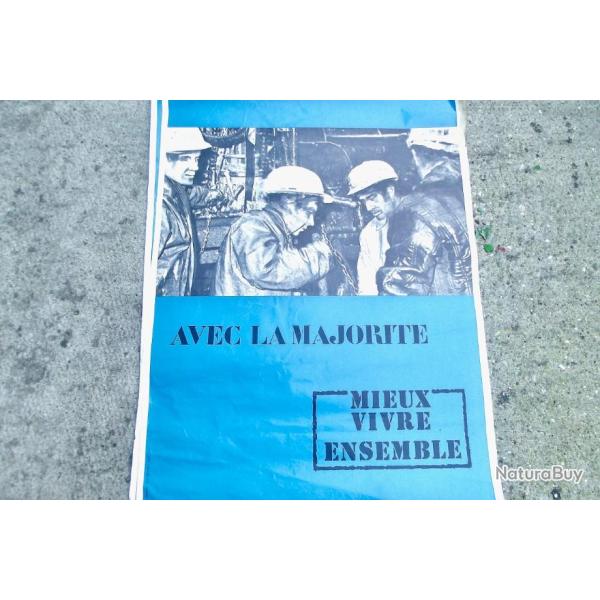 AVEC LA MAJORITE
MIEUX
VIVRE
ENSEMBLE
NaturaBuy